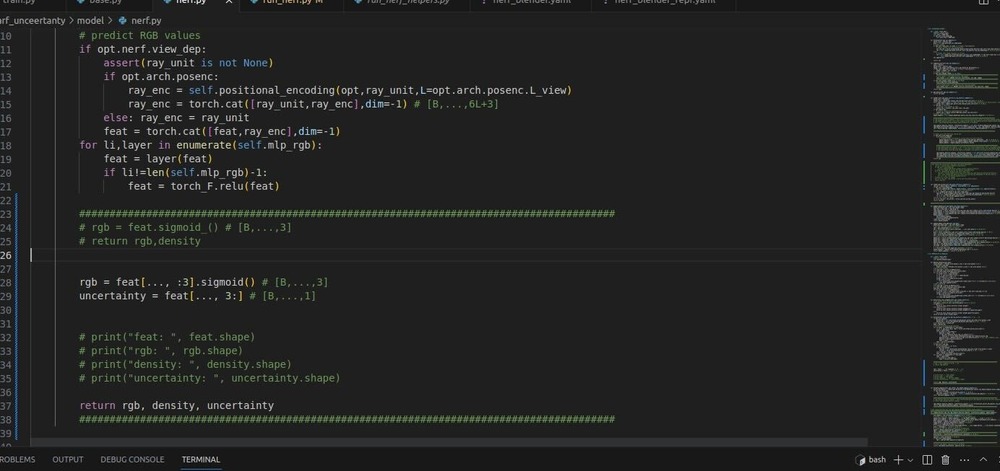 train.py base.py nerf.py run_nerf.py M run_nerf_helpers.py nerf_blender.yaml nerf_blender_repr.yaml
arf_unceertanty > model > nerf.py
10 # predict RGB values
11 if opt.nerf.view_dep:
12 assert(ray_unit is not None)
13 if opt.arch.posenc:
14 ray_enc = self.positional_encoding(opt,ray_unit,L=opt.arch.posenc.L_view)
15 ray_enc = torch.cat([ray_unit,ray_enc],dim=-1) # [B,...,6L+3]
16 else: ray_enc = ray_unit
17 feat = torch.cat([feat,ray_enc],dim=-1)
18 for li,layer in enumerate(self.mlp_rgb):
19 feat = layer(feat)
20 if li!=len(self.mlp_rgb)-1:
21 feat = torch_F.relu(feat)
22
23 ########################################################################################
24 # rgb = feat.sigmoid_() # [B,...,3]
25 # return rgb,density
26
27
28 rgb = feat[..., :3].sigmoid() # [B,...,3]
29 uncertainty = feat[..., 3:] # [B,...,1]
30
31
32 # print("feat: ", feat.shape)
33 # print("rgb: ", rgb.shape)
34 # print("density: ", density.shape)
35 # print("uncertainty: ", uncertainty.shape)
36
37 return rgb, density, uncertainty
38 ########################################################################################
39
40
ROBLEMS OUTPUT DEBUG CONSOLE TERMINAL bash